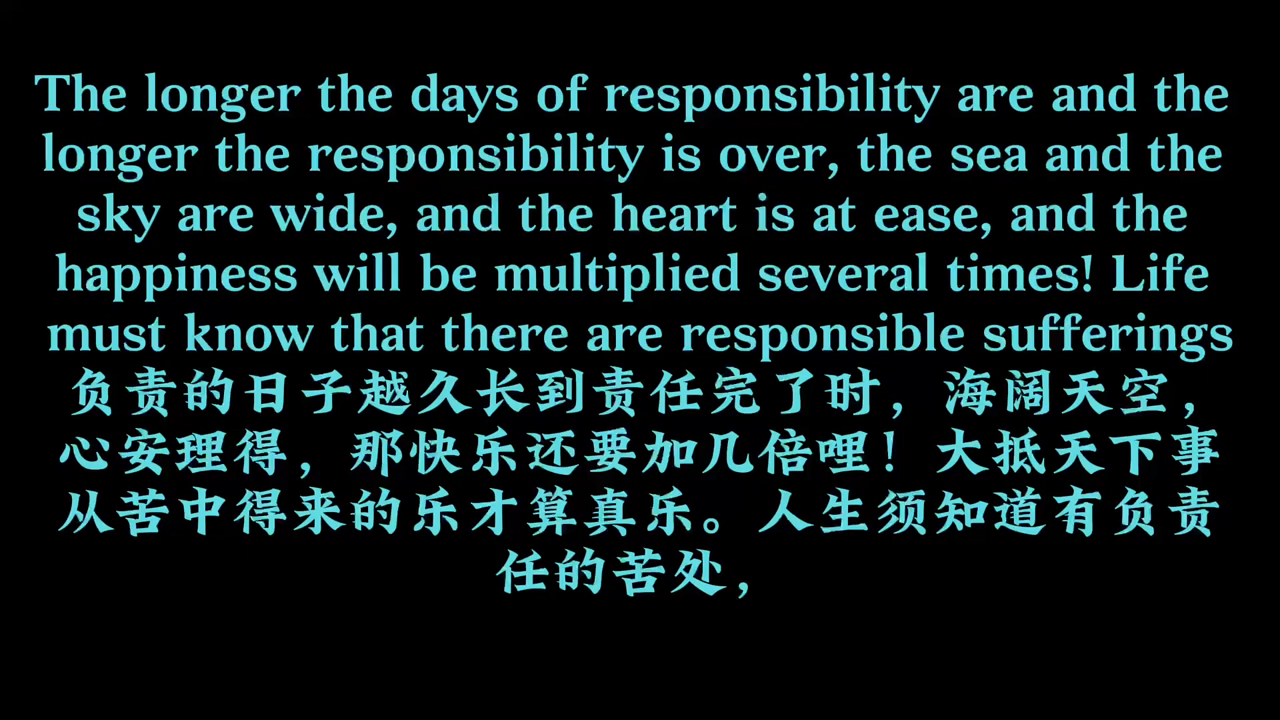 The longer the days of responsibility are and the
longer the responsibility is over, the sea and the
sky are wide, and the heart is at ease, and the
happiness will be multiplied several times! Life
must know that there are responsible sufferings
负责的日子越久长到责任完了时，海阔天空，
心安理得，那快乐还要加几倍哩！大抵天下事
从苦中得来的乐才算真乐。人生须知道有负责
任的苦处，